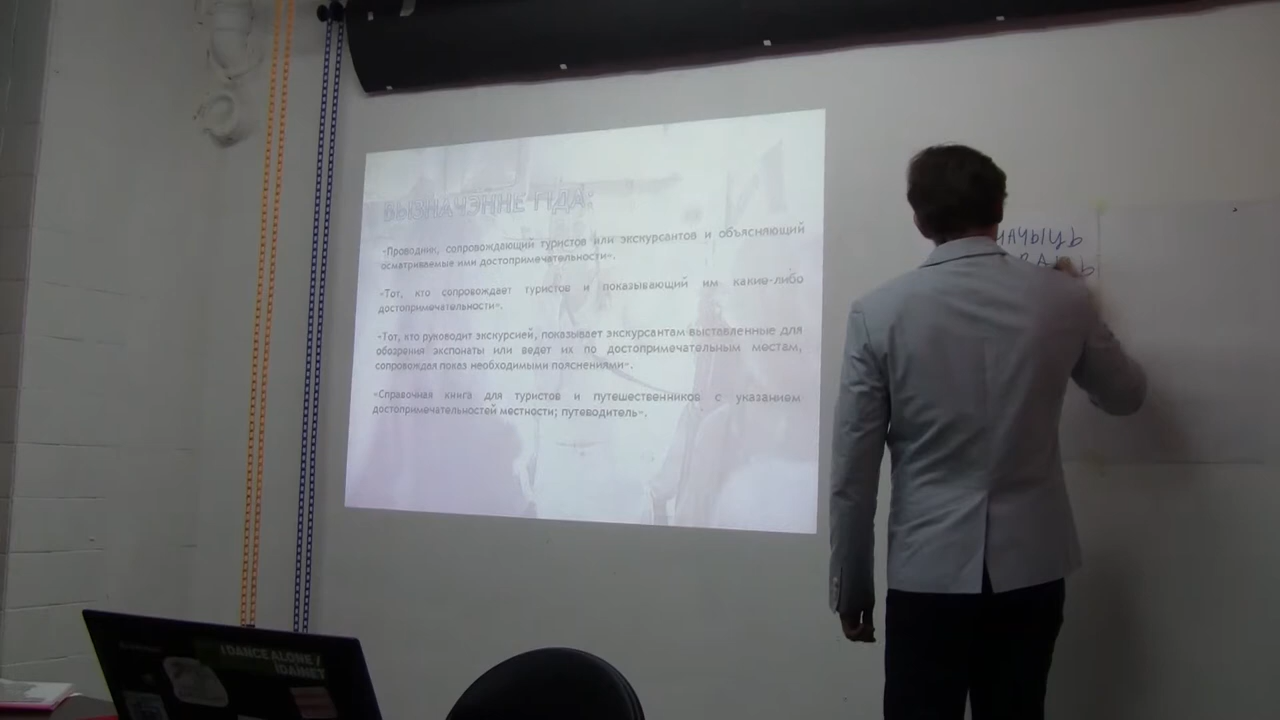 ВЫЗНАЧЭННЕ ГІДА:
«Проводник, сопровождающий туристов или экскурсантов и объясняющий
осматриваемые ими достопримечательности».
«Тот, кто сопровождает туристов и показывающий им какие-либо
достопримечательности».
«Тот, кто руководит экскурсией, показывает экскурсантам выставленные для
обозрения экспонаты или ведет их по достопримечательным местам,
сопровождая показ необходимыми пояснениями».
«Справочная книга для туристов и путешественников с указанием
достопримечательностей местности; путеводитель».
НАЧЫЦЬ
I DANCE ALONE /